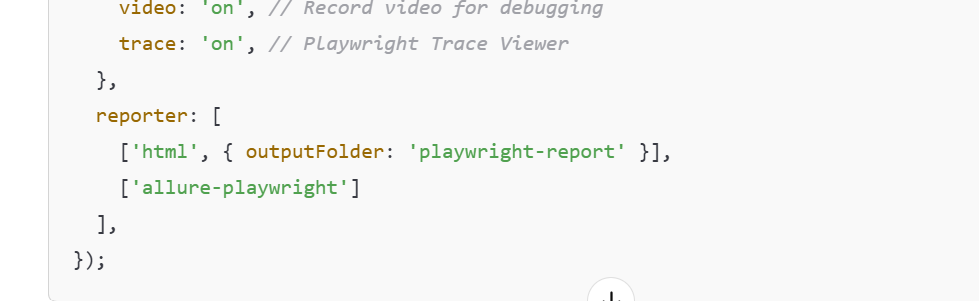 video: 'on', // Record video for debugging
trace: 'on', // Playwright Trace Viewer
},
reporter: [
['html', { outputFolder: 'playwright-report' }],
['allure-playwright']
],
});